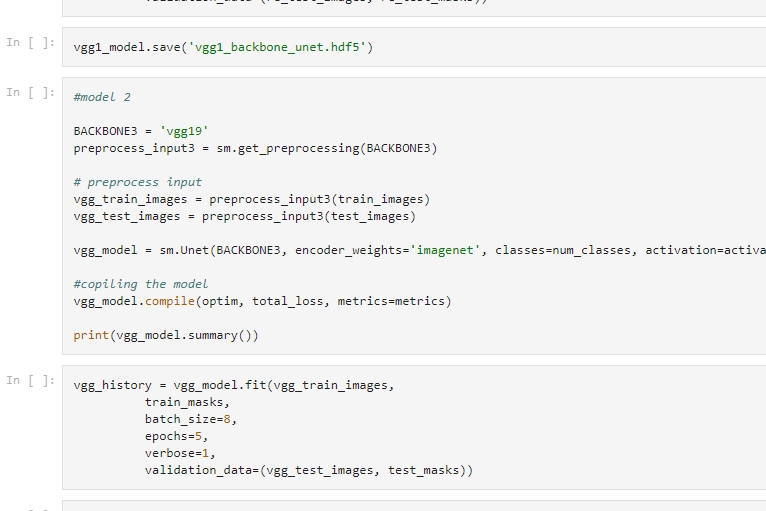 In [ ]:
vgg1_model.save('vgg1_backbone_unet.hdf5')
In [ ]:
#model 2
BACKBONE3 = 'vgg19'
preprocess_input3 = sm.get_preprocessing(BACKBONE3)
# preprocess input
vgg_train_images = preprocess_input3(train_images)
vgg_test_images = preprocess_input3(test_images)
vgg_model = sm.Unet(BACKBONE3, encoder_weights='imagenet', classes=num_classes, activation=activa
#copiling the model
vgg_model.compile(optim, total_loss, metrics=metrics)
print(vgg_model.summary())
In [ ]:
vgg_history = vgg_model.fit(vgg_train_images,
train_masks,
batch_size=8,
epochs=5,
verbose=1,
validation_data=(vgg_test_images, test_masks))